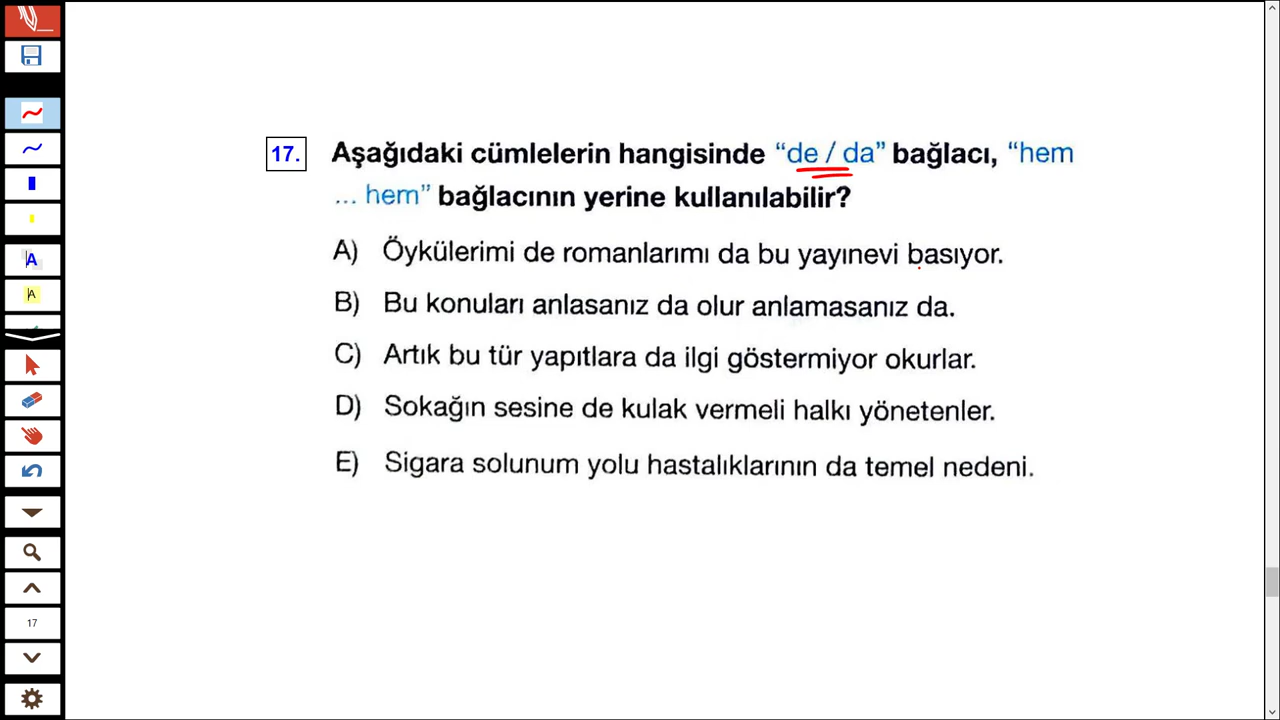 17. Aşağıdaki cümlelerin hangisinde “de / da” bağlacı, “hem
... hem” bağlacının yerine kullanılabilir?
A) Öykülerimi de romanlarımı da bu yayınevi basıyor.
B) Bu konuları anlasanız da olur anlamasanız da.
C) Artık bu tür yapıtlara da ilgi göstermiyor okurlar.
D) Sokağın sesine de kulak vermeli halkı yönetenler.
E) Sigara solunum yolu hastalıklarının da temel nedeni.
A
A
17